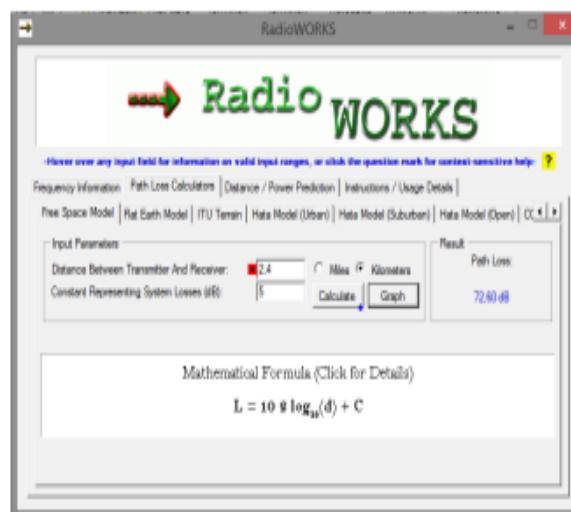 RadioWORKS
Radio WORKS
-Hover over any input field for information on valid input ranges, or click the question mark for context-sensitive help- ?
Frequency Information Path Loss Calculators Distance / Power Prediction Instructions / Usage Details
Free Space Model Flat Earth Model ITU Terrain Hata Model (Urban) Hata Model (Suburban) Hata Model (Open)
Input Parameters
Result
Distance Between Transmitter And Receiver: 2.4 Miles Kilometers
Path Loss:
Constant Representing System Losses (dB): 5 Calculate Graph
72.60 dB
Mathematical Formula (Click for Details)
L = 10 log₁₀(d) + C